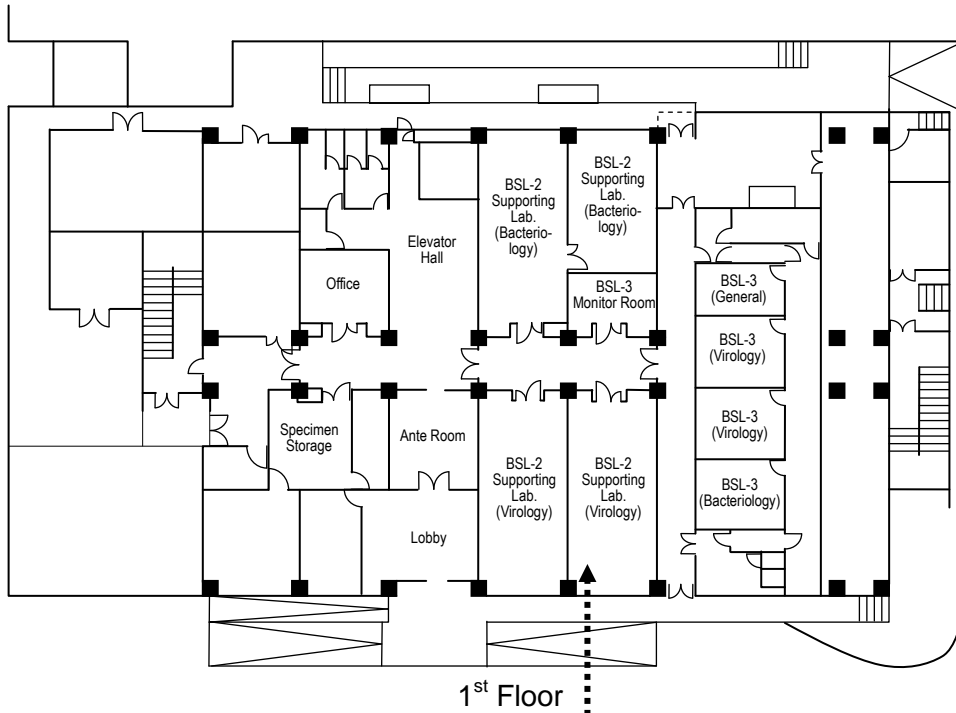 BSL-2
Supporting
Lab.
(Bacterio-
logy)
BSL-2
Supporting
Lab.
(Bacterio-
logy)
Elevator
Hall
Office
BSL-3
Monitor Room
BSL-3
(General)
BSL-3
(Virology)
BSL-3
(Virology)
BSL-3
(Bacteriology)
Specimen
Storage
Ante Room
BSL-2
Supporting
Lab.
(Virology)
BSL-2
Supporting
Lab.
(Virology)
Lobby
1st Floor